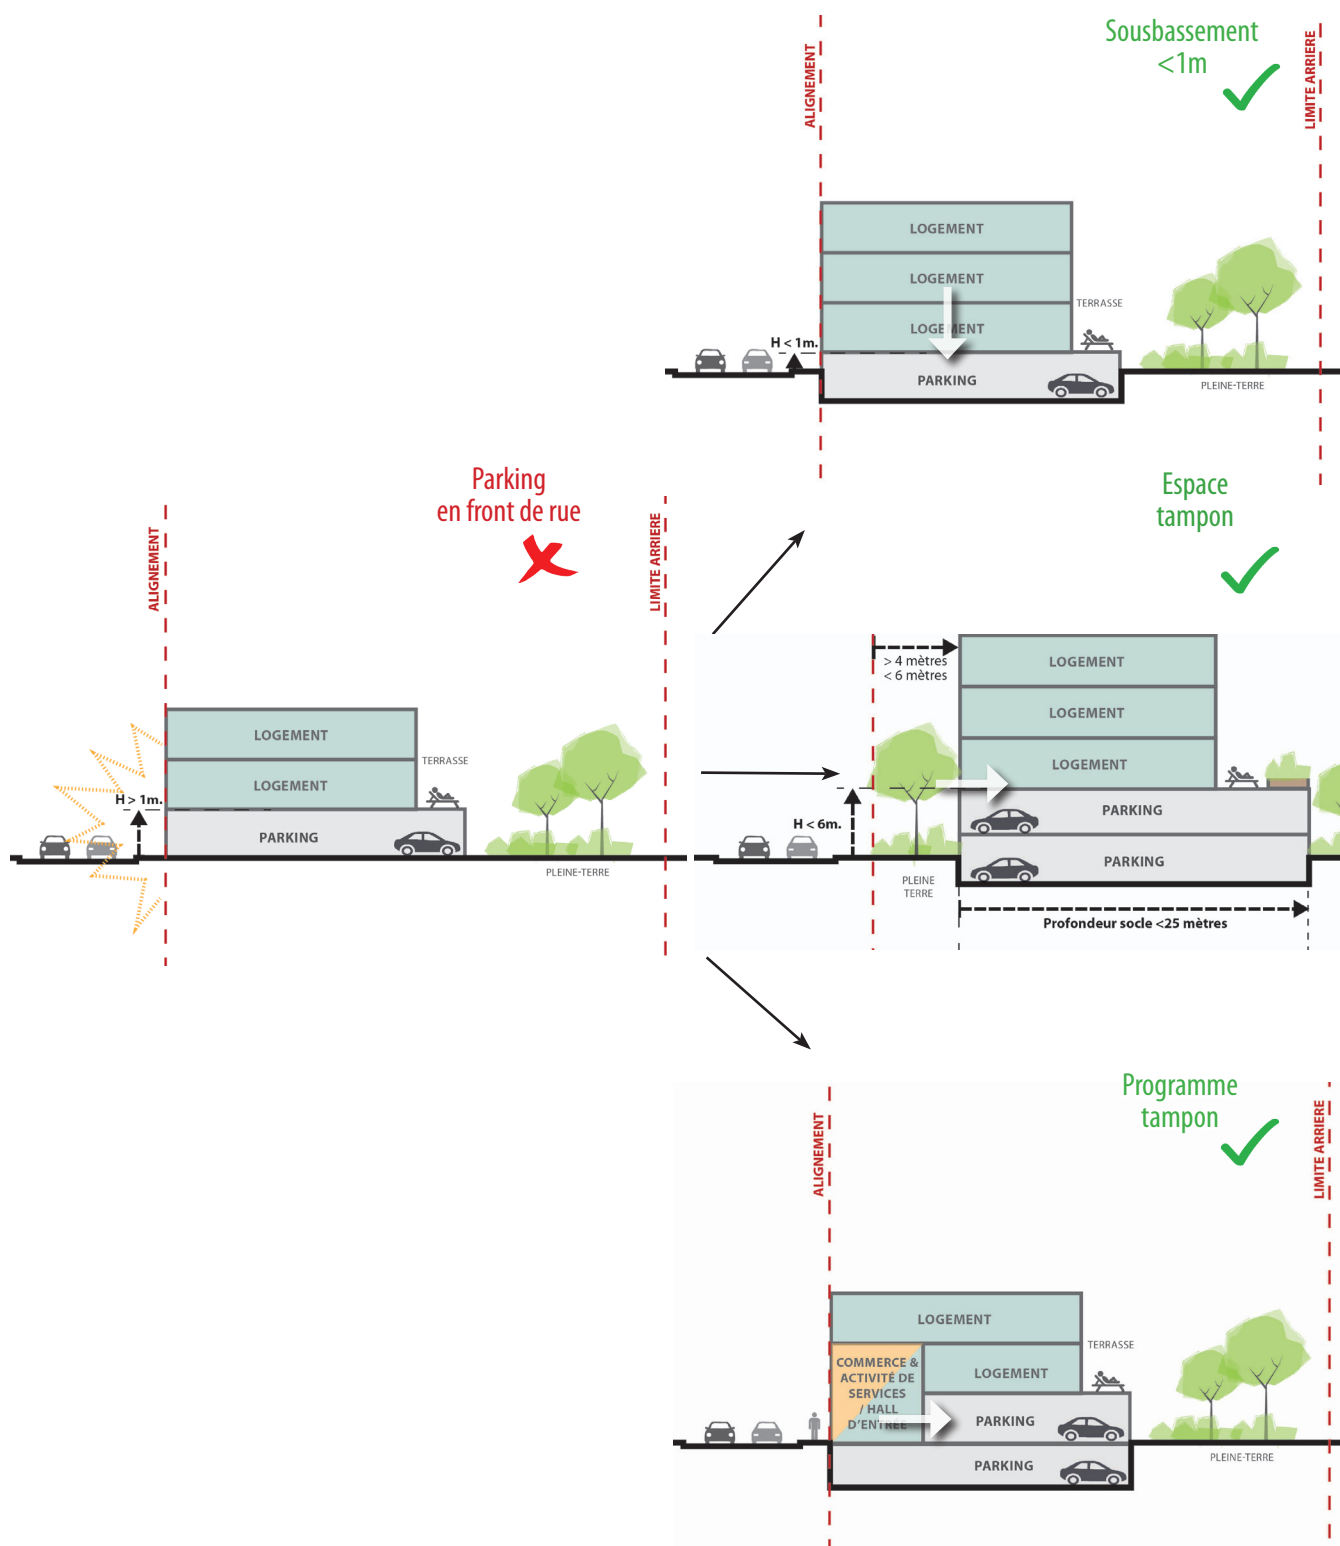 Sousbassement
<1m
ALIGNEMENT
LIMITE ARRIERE
LOGEMENT
LOGEMENT
TERRASSE
LOGEMENT
H < 1m.
PARKING
PLEINE-TERRE
Parking
en front de rue
ALIGNEMENT
LIMITE ARRIERE
LOGEMENT
TERRASSE
LOGEMENT
H > 1m.
PARKING
PLEINE-TERRE
Espace
tampon
> 4 mètres
< 6 mètres
LOGEMENT
LOGEMENT
LOGEMENT
PARKING
H < 6m.
PARKING
PLEINE
TERRE
Profondeur socle <25 mètres
Programme
tampon
ALIGNEMENT
LIMITE ARRIERE
LOGEMENT
TERRASSE
COMMERCE &
ACTIVITÉ DE
SERVICES
/ HALL
D'ENTRÉE
LOGEMENT
PARKING
PARKING
PLEINE-TERRE